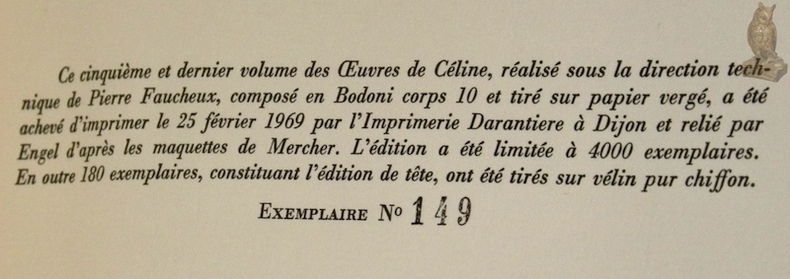 Ce cinquième et dernier volume des Œuvres de Céline, réalisé sous la direction tech-
nique de Pierre Faucheux, composé en Bodoni corps 10 et tiré sur papier vergé, a été
achevé d'imprimer le 25 février 1969 par l'Imprimerie Darantiere à Dijon et relié par
Engel d'après les maquettes de Mercher. L'édition a été limitée à 4000 exemplaires.
En outre 180 exemplaires, constituant l'édition de tête, ont été tirés sur vélin pur chiffon.
EXEMPLAIRE No 149